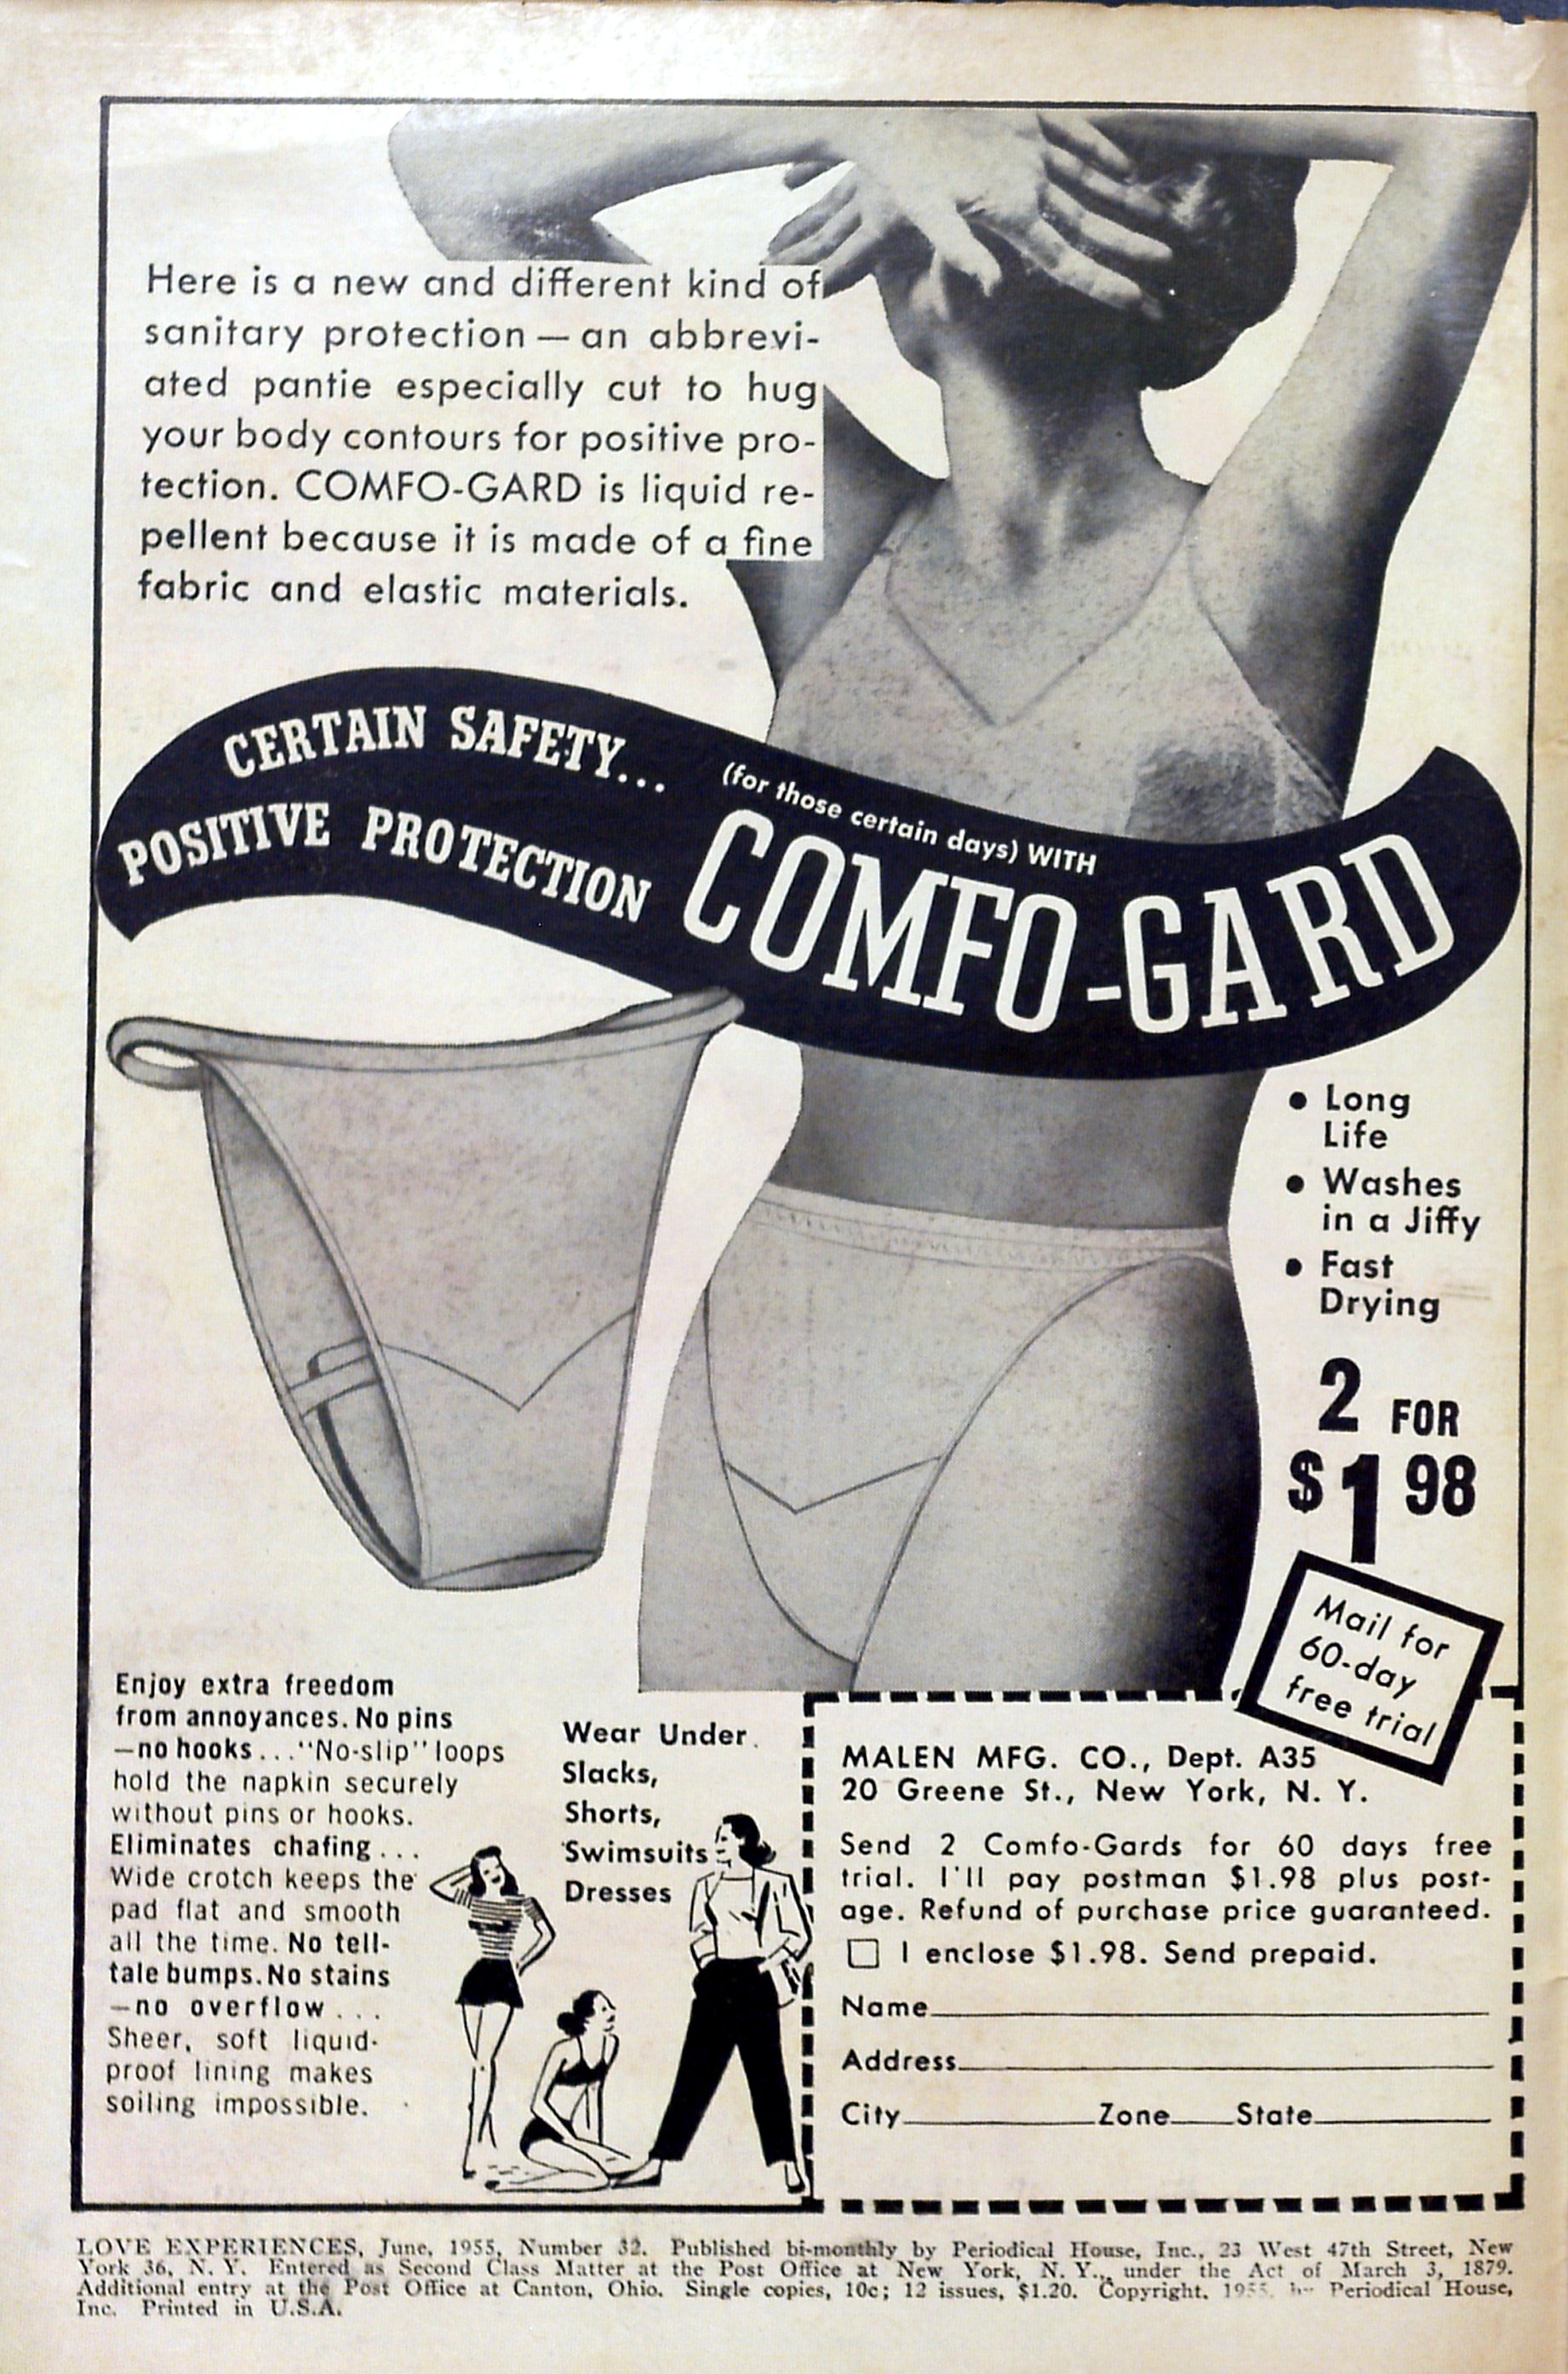 Here is a new and different kind of
sanitary protection — an abbrevi-
ated pantie especially cut to hug
your body contours for positive pro-
tection. COMFO-GARD is liquid re-
pellent because it is made of a fine
fabric and elastic materials.
CERTAIN SAFETY...
POSITIVE PROTECTION
(for those certain days) WITH
COMFO-GARD
• Long
Life
• Washes
in a Jiffy
• Fast
Drying
2 FOR
$1 98
Mail for
60-day
free trial
Enjoy extra freedom
from annoyances. No pins
—no hooks... "No-slip" loops
hold the napkin securely
without pins or hooks.
Eliminates chafing...
Wide crotch keeps the
pad flat and smooth
all the time. No tell-
tale bumps. No stains
—no overflow...
Sheer, soft liquid-
proof lining makes
soiling impossible.
Wear Under
Slacks,
Shorts,
Swimsuits
Dresses
MALEN MFG. CO., Dept. A35
20 Greene St., New York, N. Y.
Send 2 Comfo-Gards for 60 days free
trial. I'll pay postman $1.98 plus post-
age. Refund of purchase price guaranteed.
☐ I enclose $1.98. Send prepaid.
Name
Address
City Zone State
LOVE EXPERIENCES, June, 1955, Number 32. Published bi-monthly by Periodical House, Inc., 23 West 47th Street, New
York 36, N. Y. Entered as Second Class Matter at the Post Office at New York, N. Y., under the Act of March 3, 1879.
Additional entry at the Post Office at Canton, Ohio. Single copies, 10c; 12 issues, $1.20. Copyright, 1955, by Periodical House,
Inc. Printed in U.S.A.